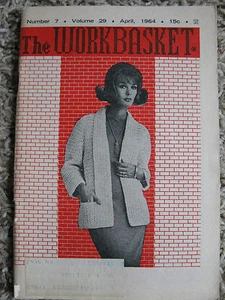 Number 7 • Volume 29 • April, 1964 • 15c
The WORKBASKET